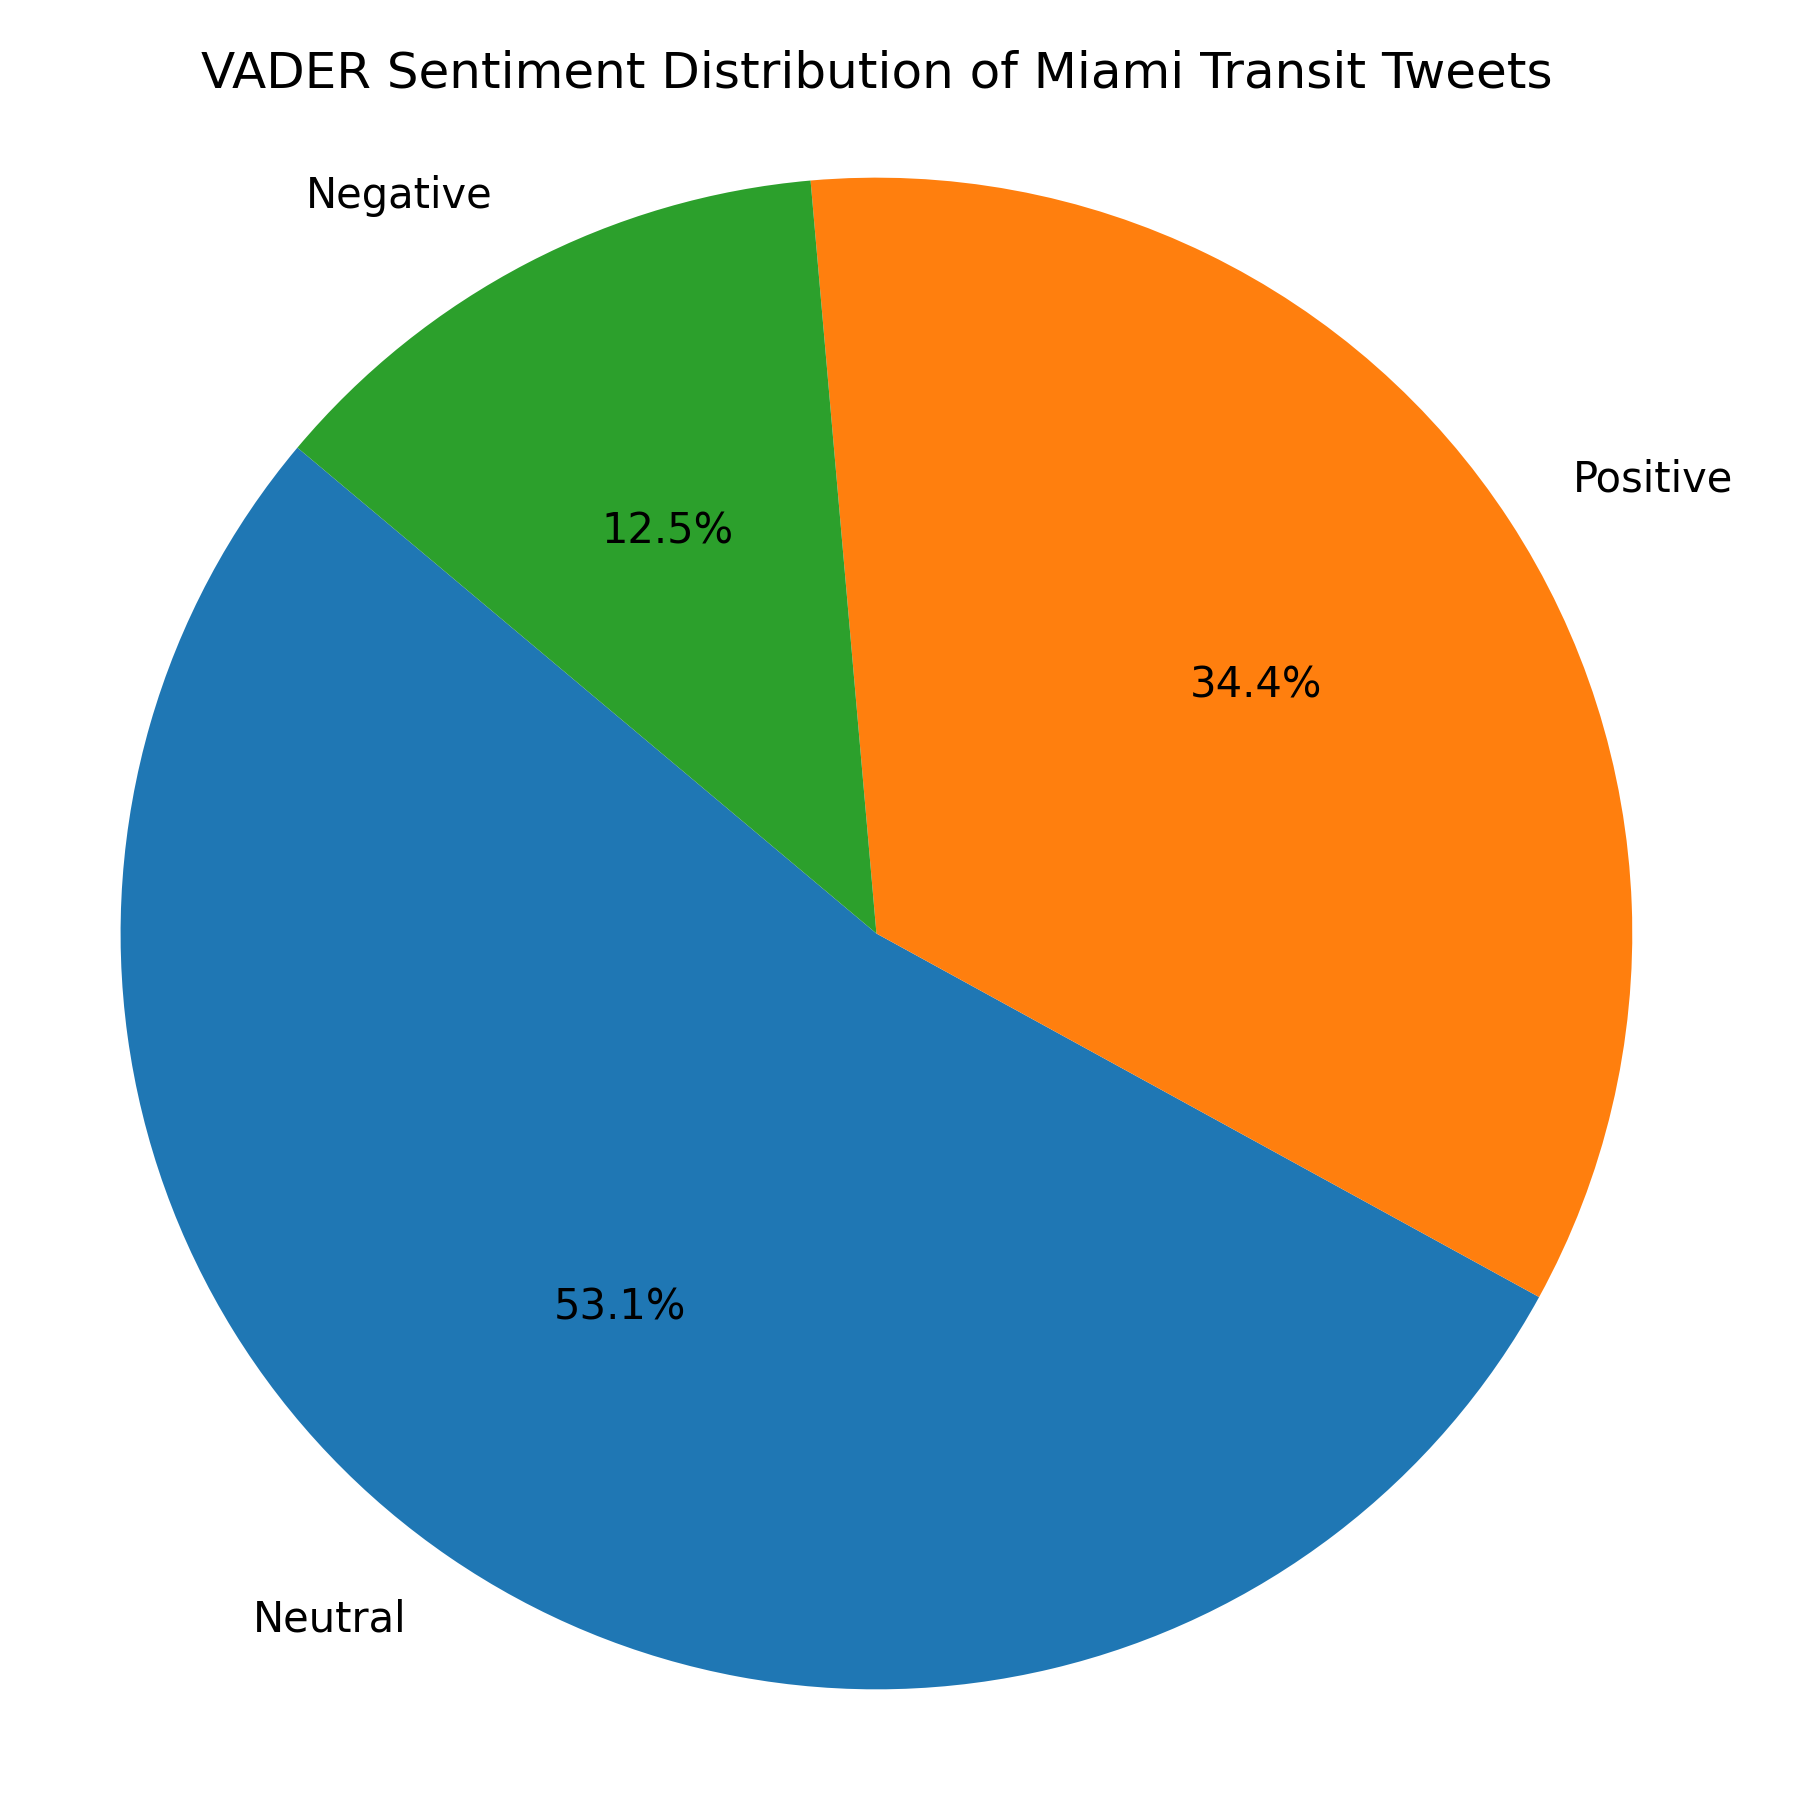 VADER Sentiment Distribution of Miami Transit Tweets
Negative
Positive
12.5%
34.4%
53.1%
Neutral